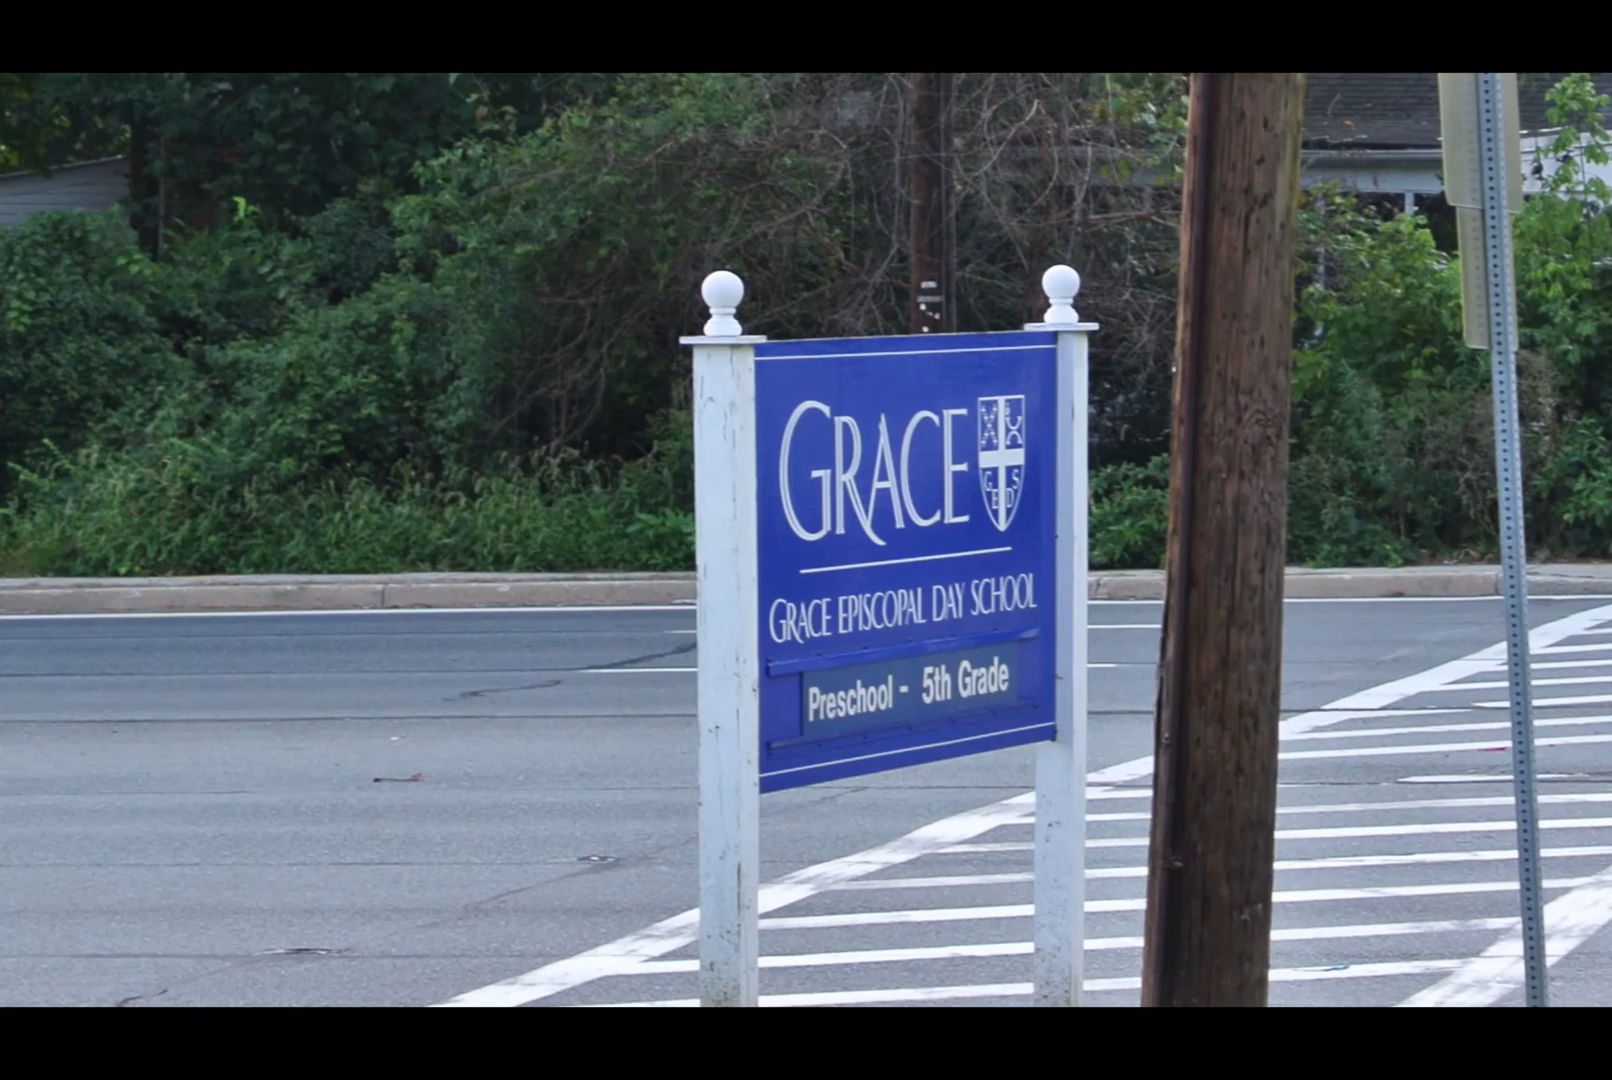 GRACE
G S
E D
GRACE EPISCOPAL DAY SCHOOL
Preschool - 5th Grade